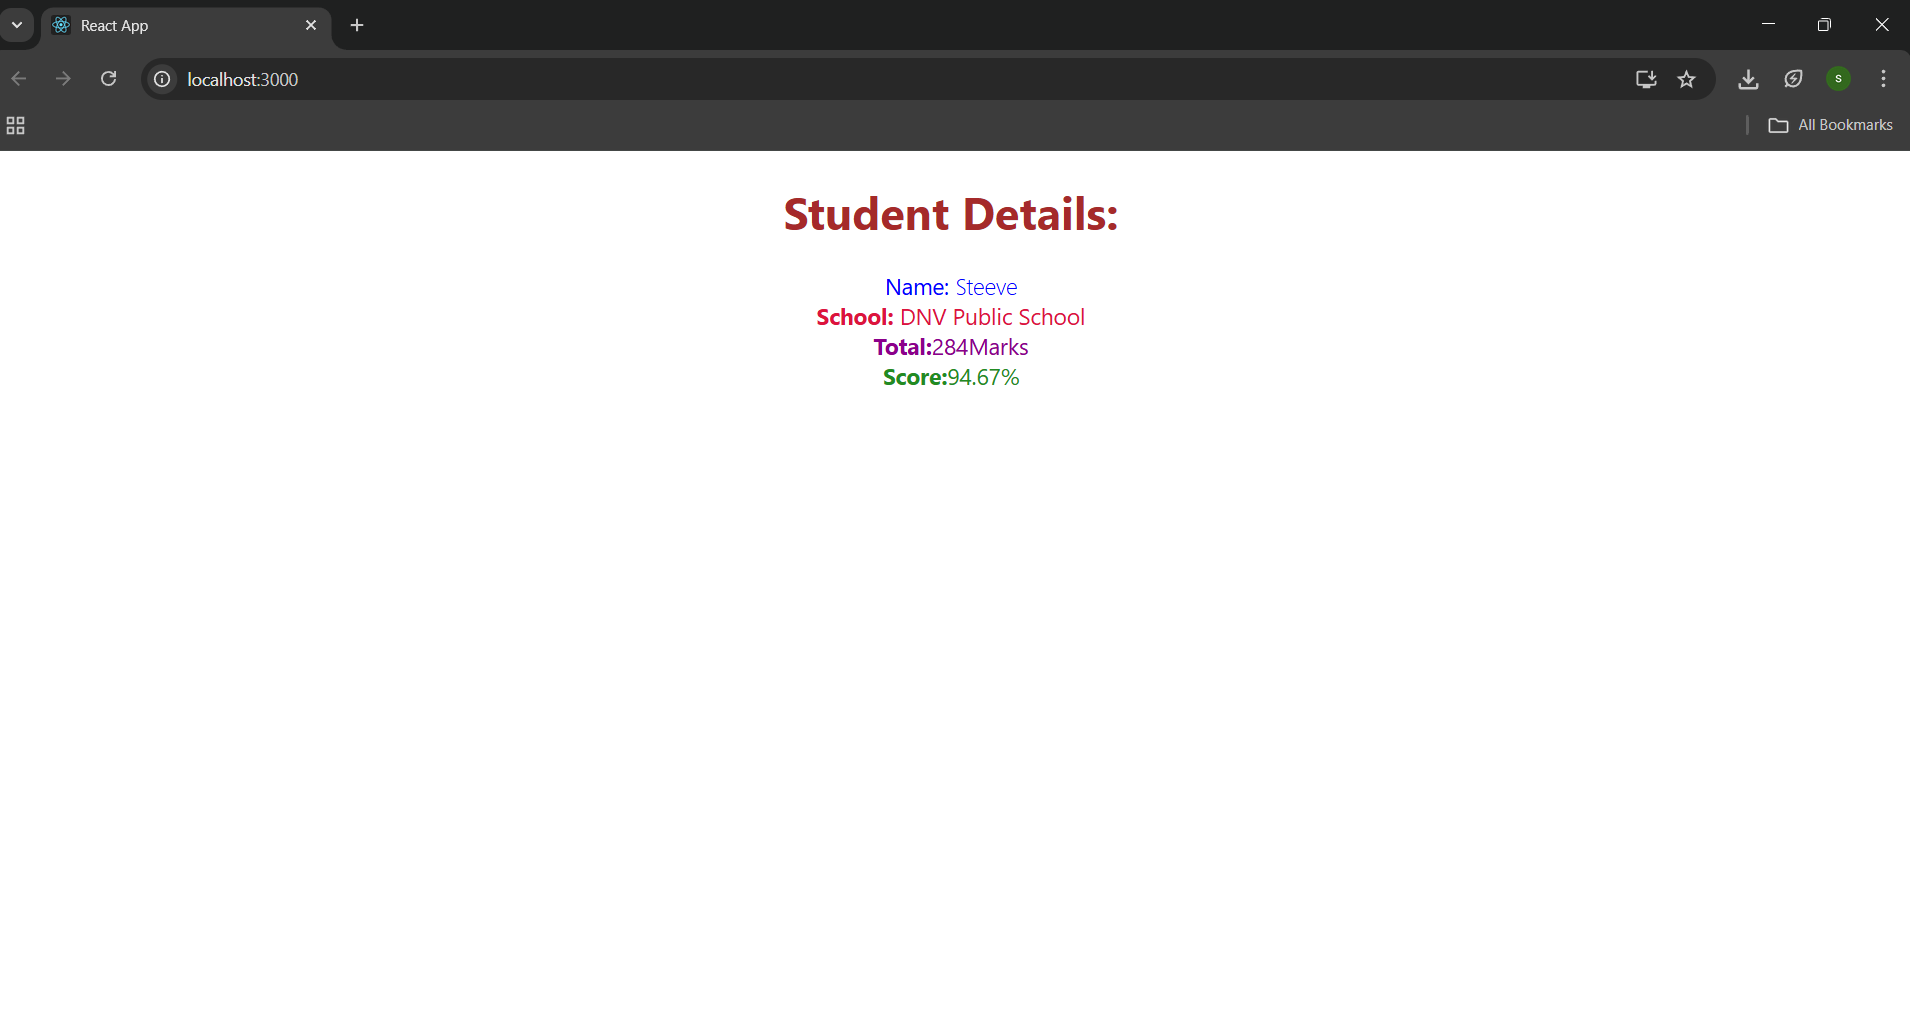 React App
localhost:3000
S
All Bookmarks
Student Details:
Name: Steeve
School: DNV Public School
Total:284Marks
Score:94.67%